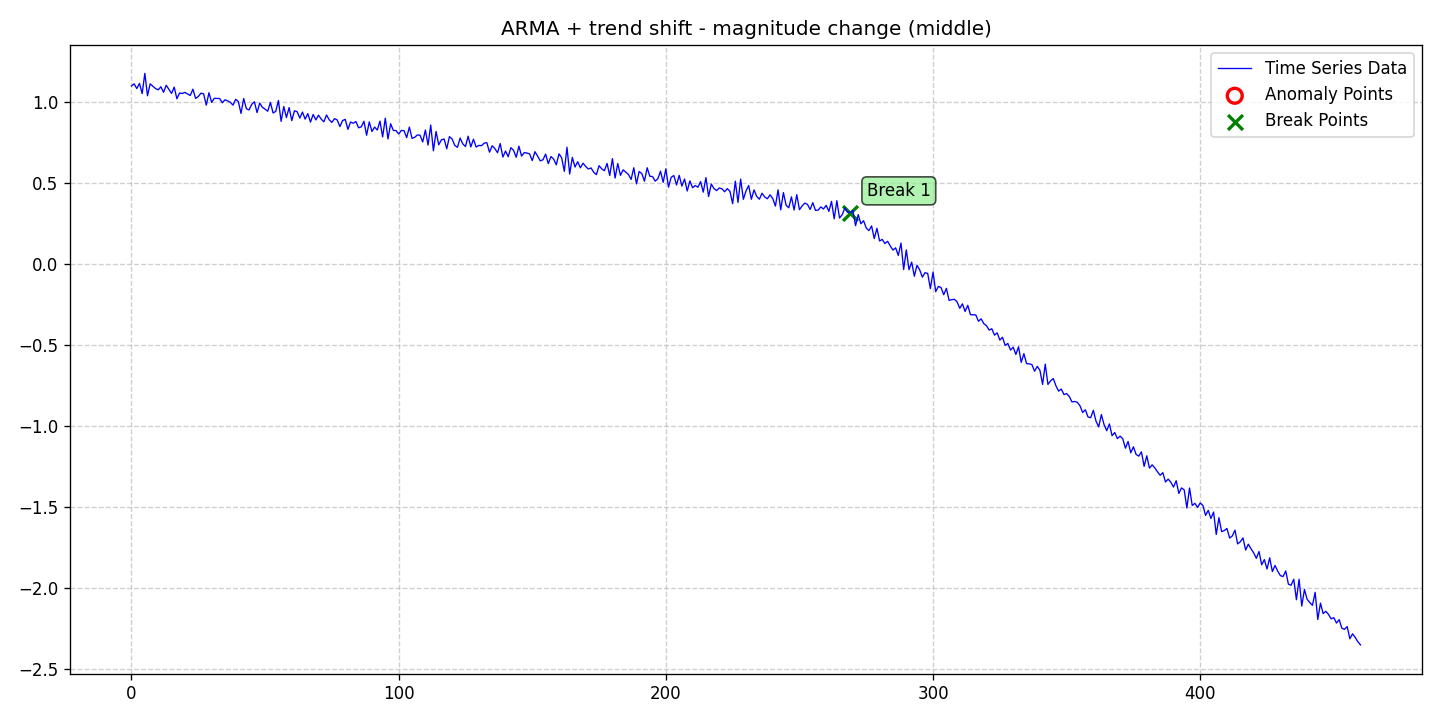 ARMA + trend shift - magnitude change (middle)
Time Series Data
Anomaly Points
Break Points
Break 1
1.0
0.5
0.0
−0.5
−1.0
−1.5
−2.0
−2.5
0
100
200
300
400